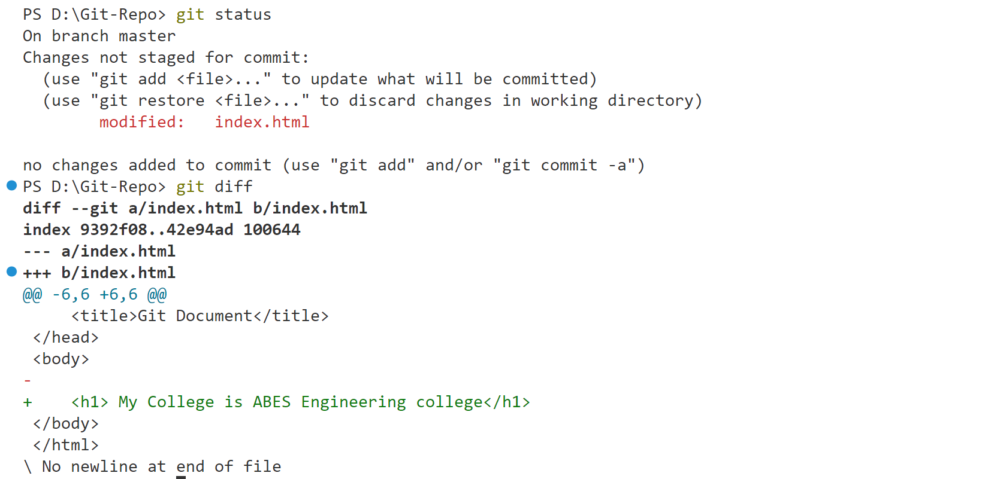 PS D:\Git-Repo> git status
On branch master
Changes not staged for commit:
  (use "git add <file>..." to update what will be committed)
  (use "git restore <file>..." to discard changes in working directory)
        modified:   index.html

no changes added to commit (use "git add" and/or "git commit -a")
PS D:\Git-Repo> git diff
diff --git a/index.html b/index.html
index 9392f08..42e94ad 100644
--- a/index.html
+++ b/index.html
@@ -6,6 +6,6 @@
     <title>Git Document</title>
 </head>
 <body>
-
+    <h1> My College is ABES Engineering college</h1>
 </body>
 </html>
\ No newline at end of file